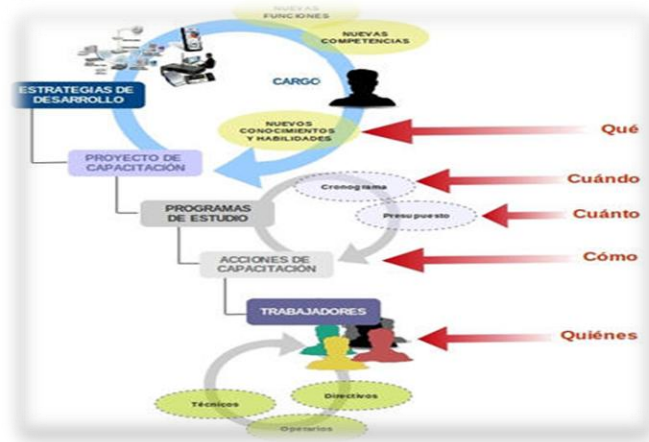 NUEVAS
FUNCIONES
NUEVAS
COMPETENCIAS
CARGO
ESTRATEGIAS DE
DESARROLLO
NUEVOS
CONOCIMIENTOS
Y HABILIDADES
Qué
PROYECTO DE
CAPACITACIÓN
Cronograma
Cuándo
PROGRAMAS
DE ESTUDIO
Presupuesto
Cuánto
ACCIONES DE
CAPACITACIÓN
Cómo
TRABAJADORES
Quiénes
Técnicos
Directivos
Operarios